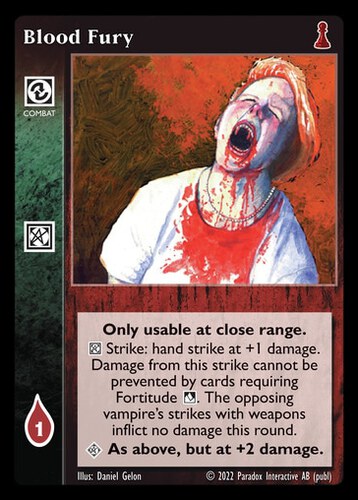 Blood Fury
COMBAT
Only usable at close range.
Strike: hand strike at +1 damage.
Damage from this strike cannot be
prevented by cards requiring
Fortitude . The opposing
vampire's strikes with weapons
inflict no damage this round.
As above, but at +2 damage.
1
Illus: Daniel Gelon © 2022 Paradox Interactive AB (publ)